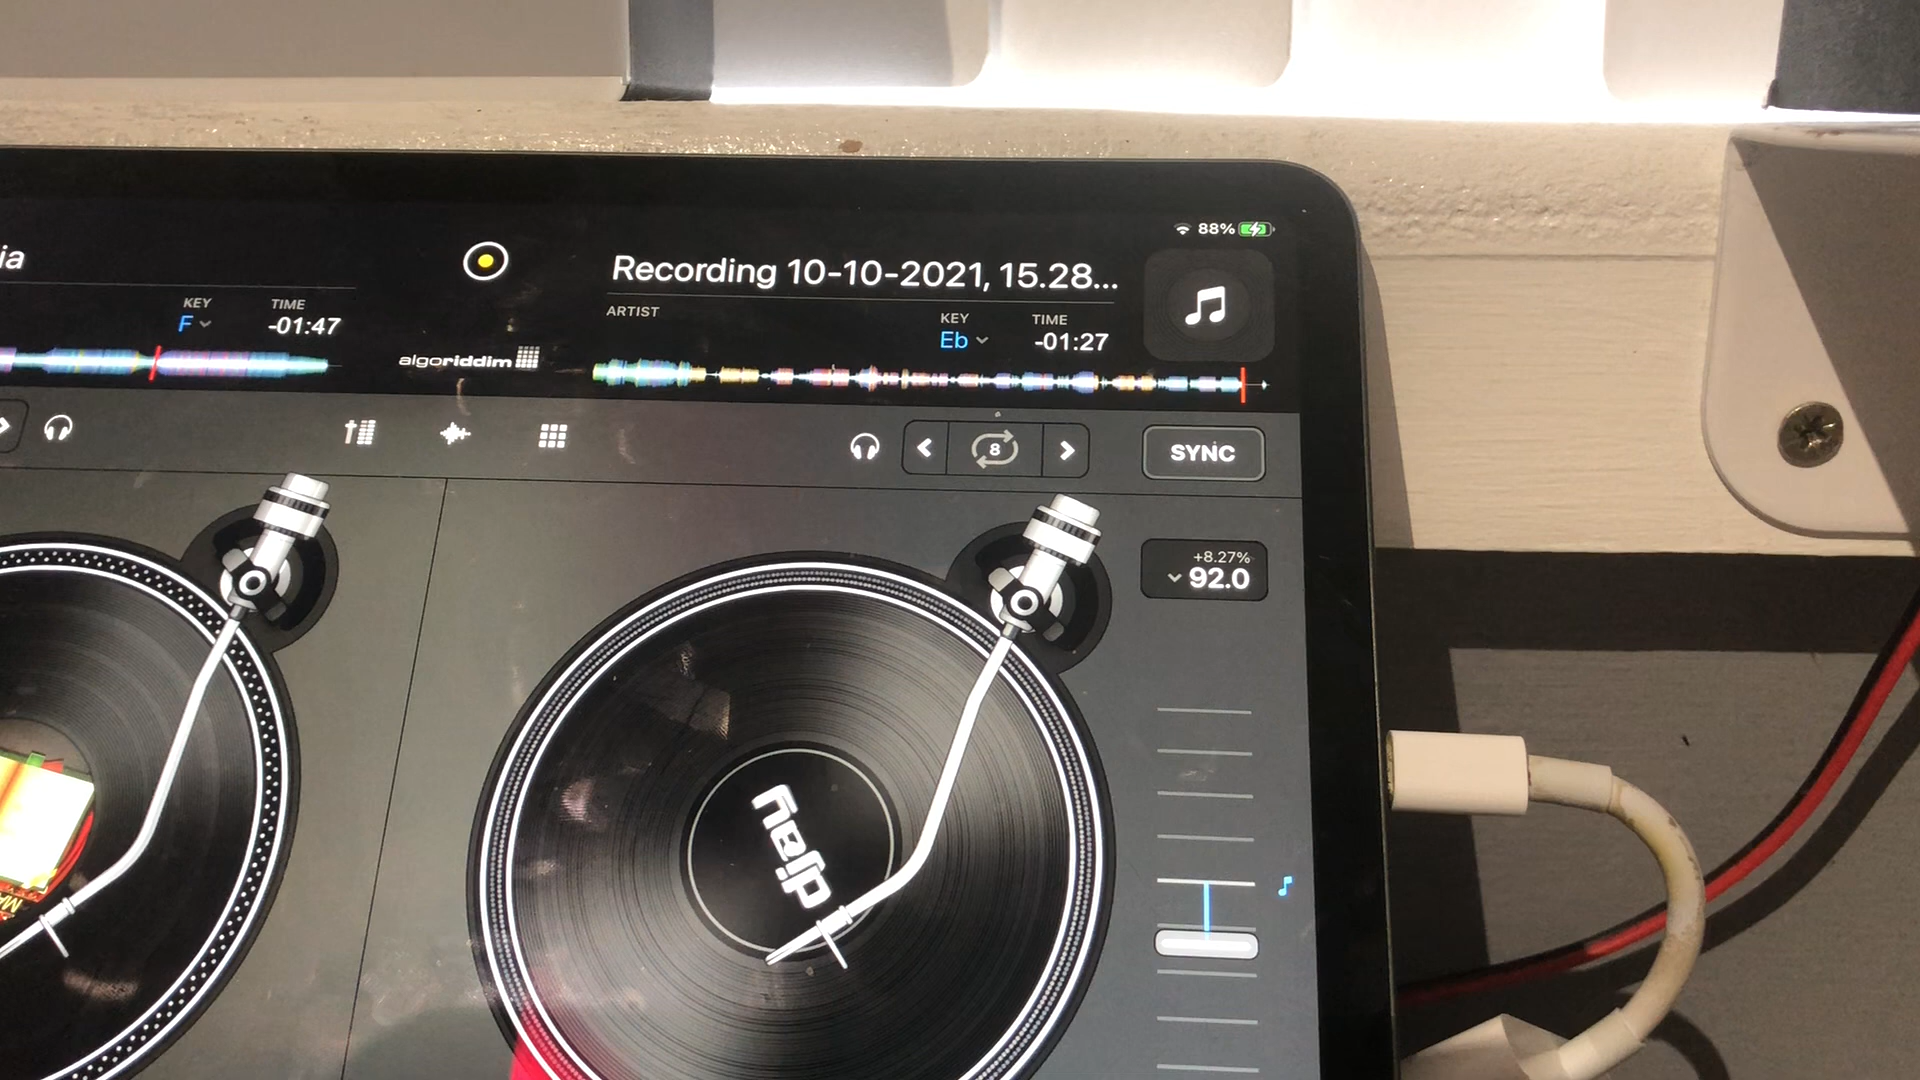 88%
ia
Recording 10-10-2021, 15.28...
KEY
TIME
F
-01:47
ARTIST
KEY
TIME
Eb
-01:27
algoriddim
8
SYNC
+8.27%
92.0
djay